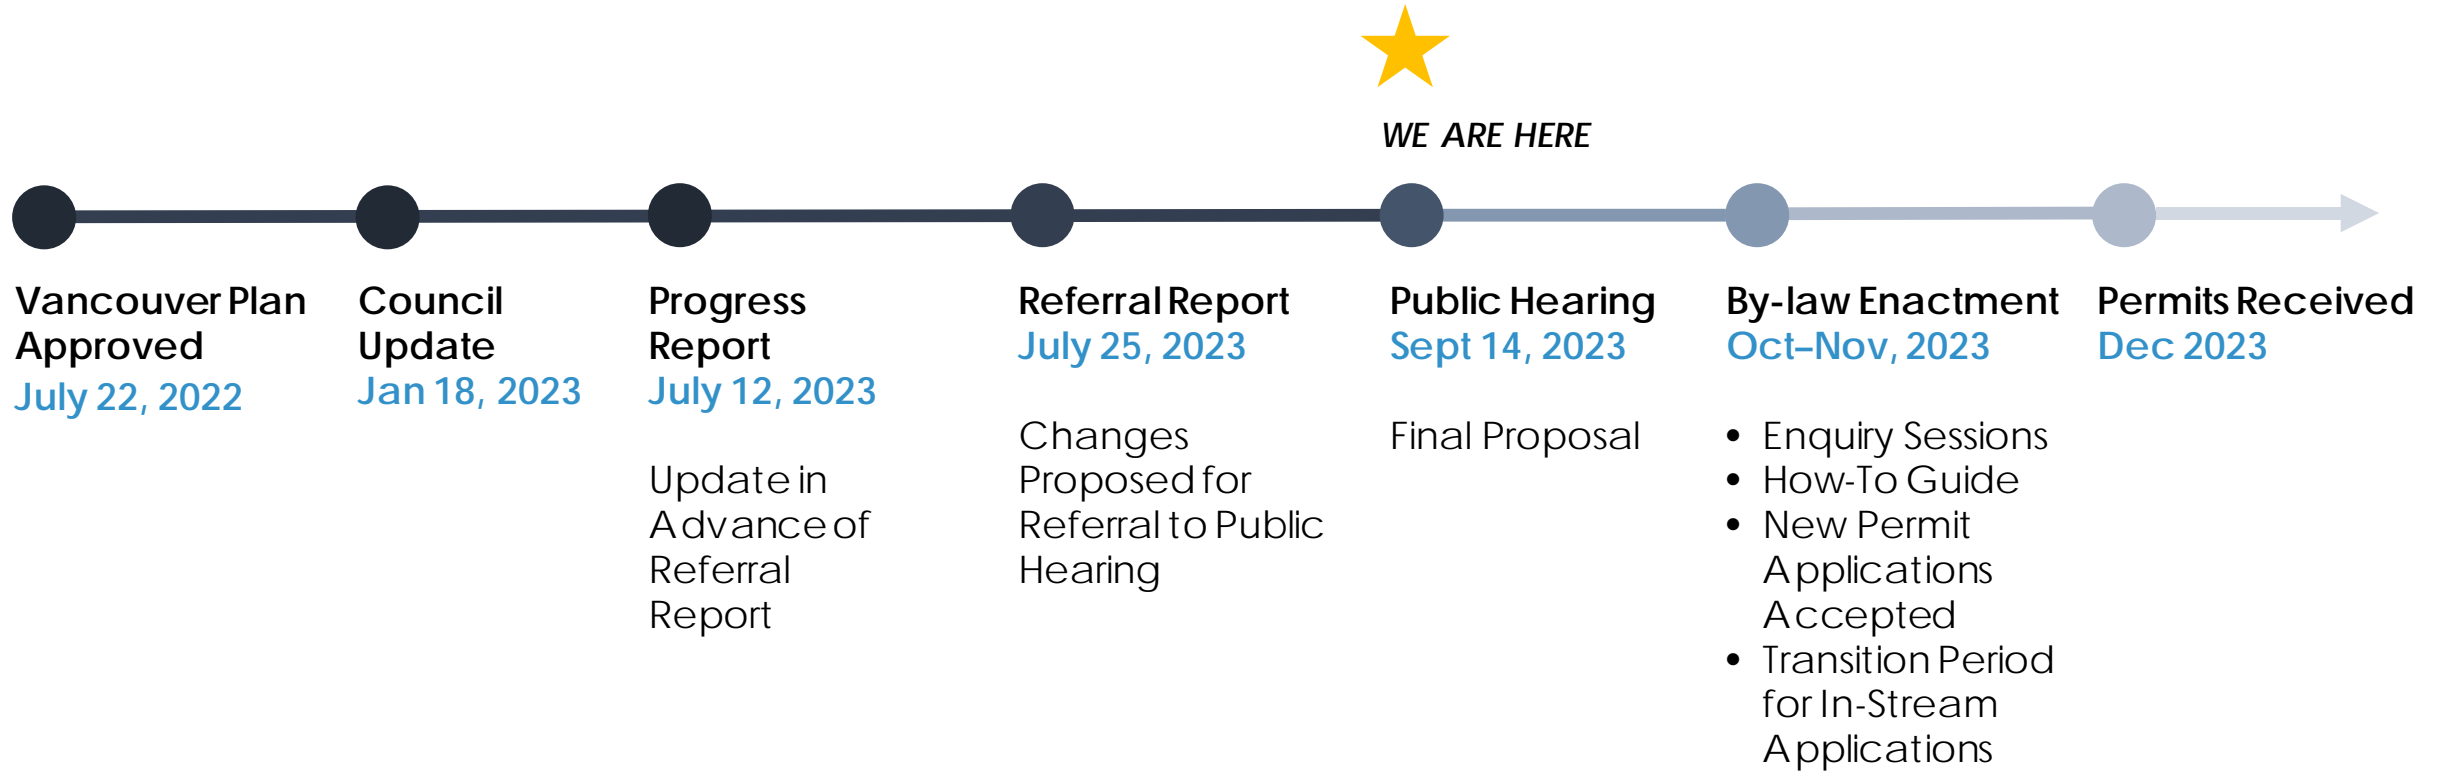 WE ARE HERE
Vancouver Plan
Approved
July 22, 2022
Council
Update
Jan 18, 2023
Progress
Report
July 12, 2023
Update in
Advance of
Referral
Report
Referral Report
July 25, 2023
Changes
Proposed for
Referral to Public
Hearing
Public Hearing
Sept 14, 2023
Final Proposal
By-law Enactment
Oct–Nov, 2023
• Enquiry Sessions
• How-To Guide
• New Permit
Applications
Accepted
• Transition Period
for In-Stream
Applications
Permits Received
Dec 2023